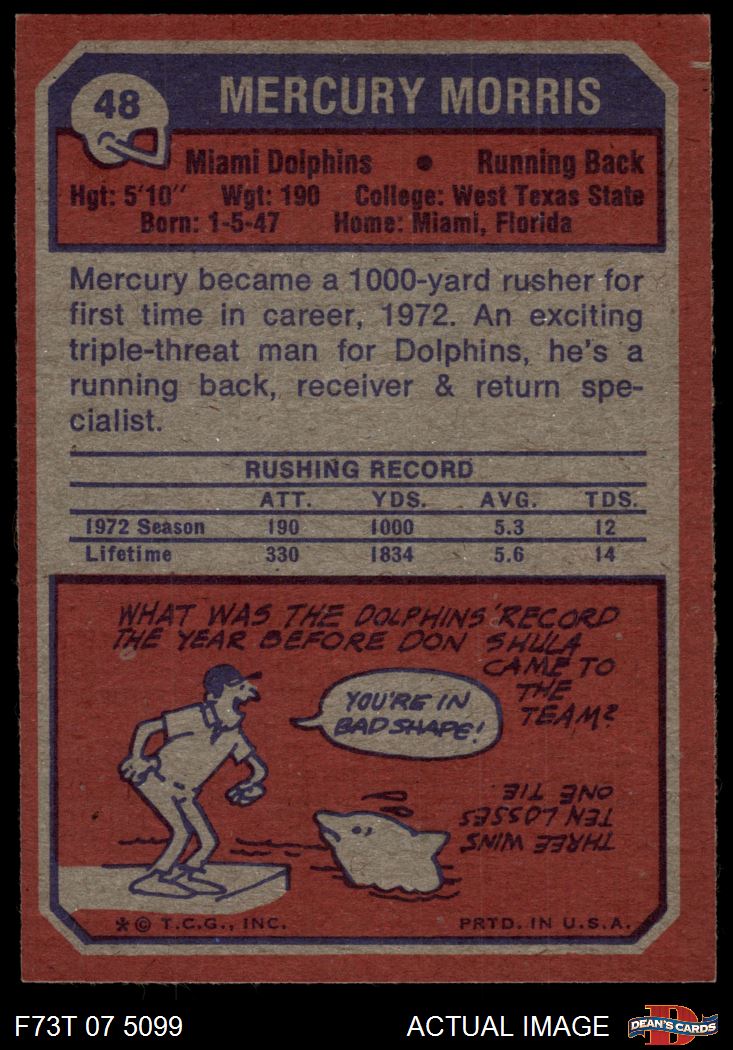 48
MERCURY MORRIS
Miami Dolphins • Running Back
Hgt: 5'10" Wgt: 190 College: West Texas State
Born: 1-5-47 Home: Miami, Florida
Mercury became a 1000-yard rusher for
first time in career, 1972. An exciting
triple-threat man for Dolphins, he's a
running back, receiver & return spe-
cialist.
RUSHING RECORD
ATT. YDS. AVG. TDS.
1972 Season 190 1000 5.3 12
Lifetime 330 1834 5.6 14
WHAT WAS THE DOLPHINS' RECORD
THE YEAR BEFORE DON SHULA
CAME TO
THE
TEAM?
YOU'RE IN
BAD SHAPE!
THREE WINS
TEN LOSSES
ONE TIE
* © T.C.G., INC. PRTD. IN U.S.A.
F73T 07 5099 ACTUAL IMAGE
D
DEAN'S CARDS